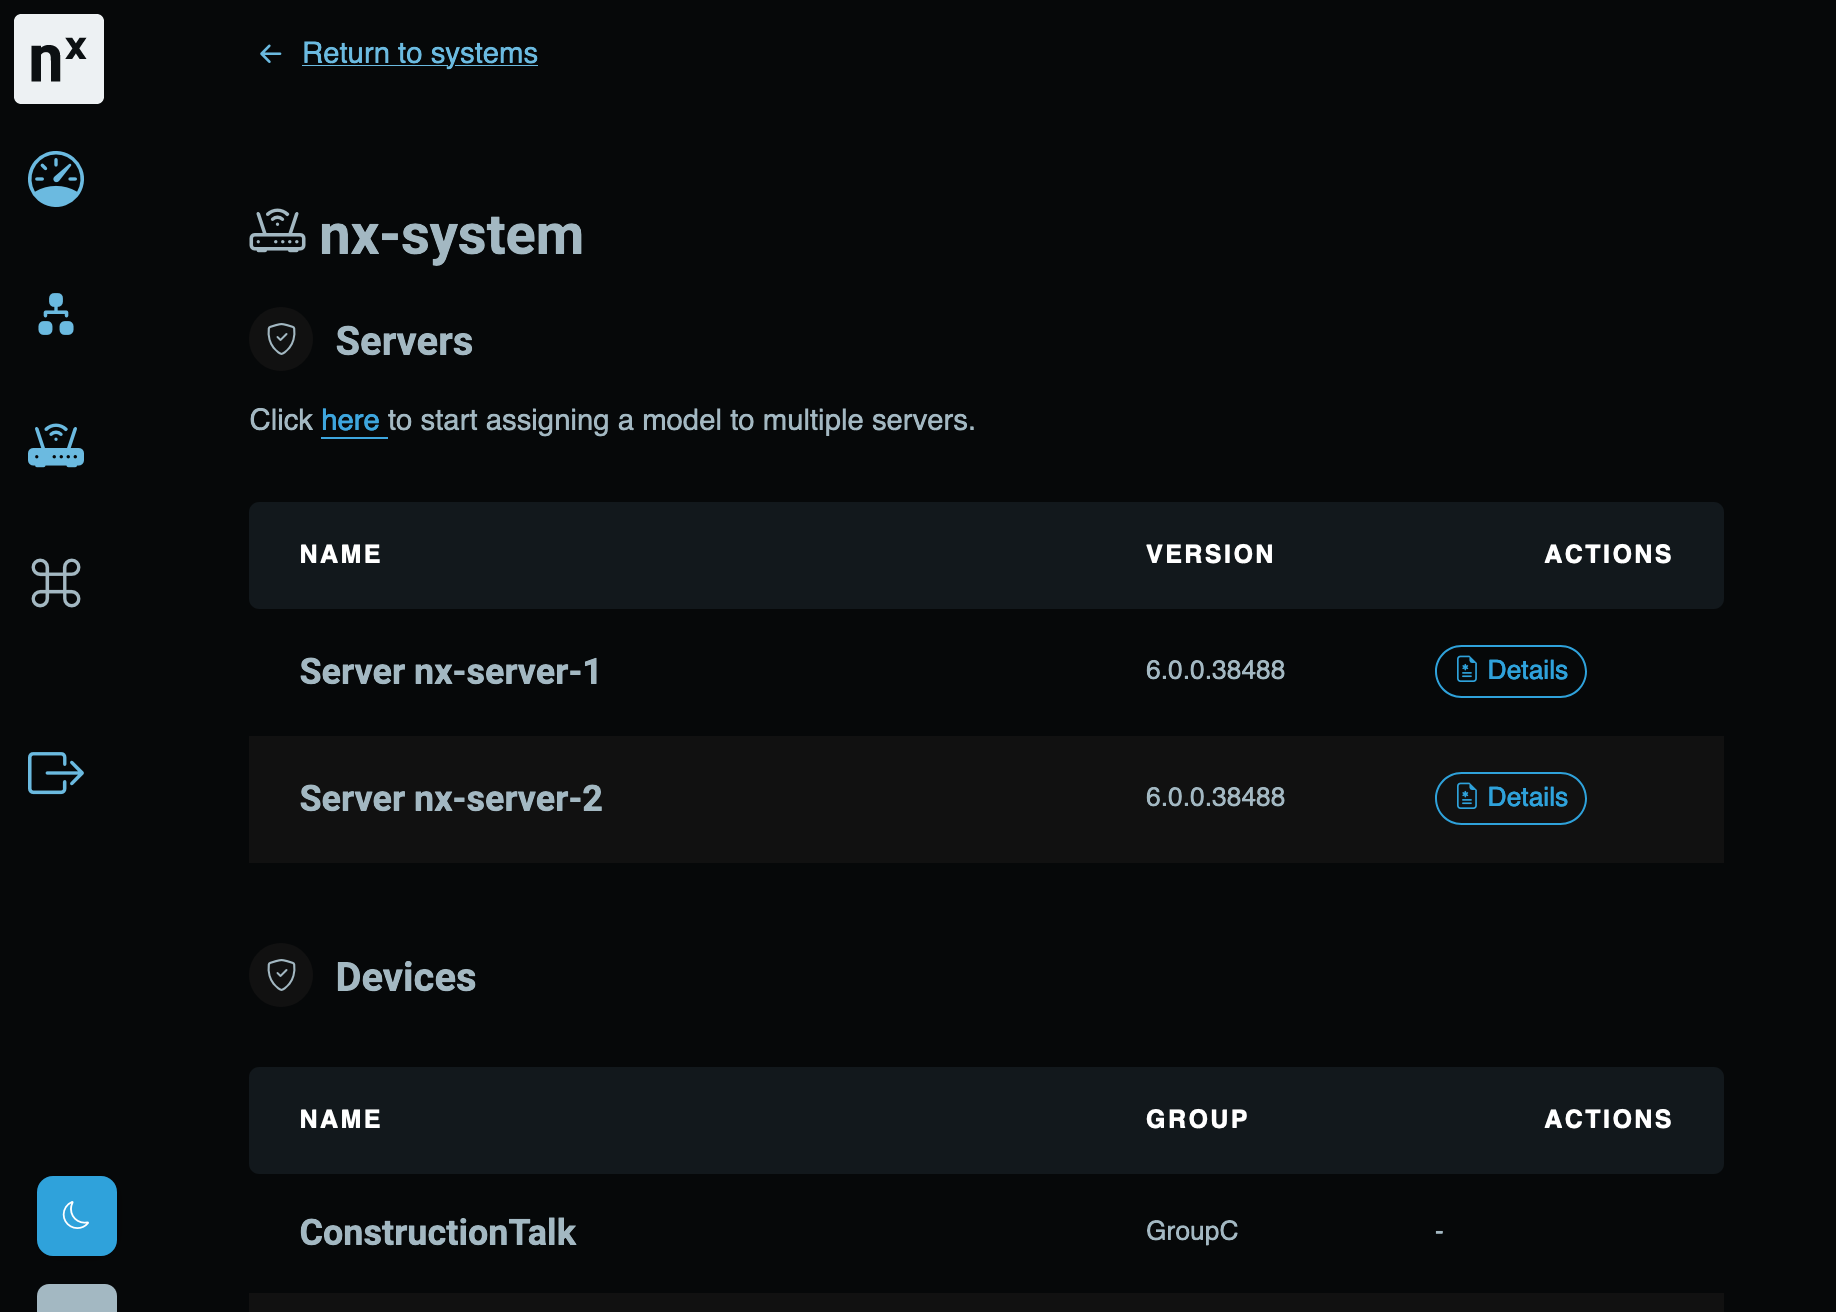 nx
Return to systems
nx-system
Servers
Click here to start assigning a model to multiple servers.
NAME VERSION ACTIONS
Server nx-server-1 6.0.0.38488 Details
Server nx-server-2 6.0.0.38488 Details
Devices
NAME GROUP ACTIONS
ConstructionTalk GroupC -